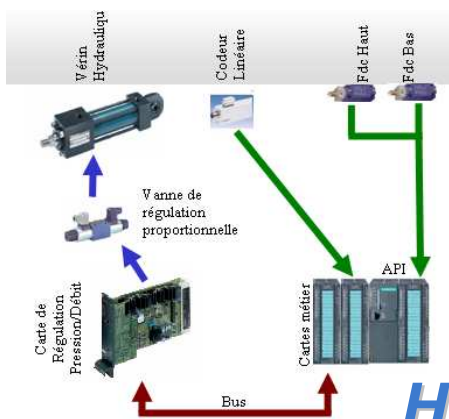 Vérin
Hydrauliqu
Codeur
Linéaire
Fdc Haut
Fdc Bas
Vanne de
régulation
proportionnelle
Carte de
Régulation
Pression/Débit
Cartes métier
API
Bus
H